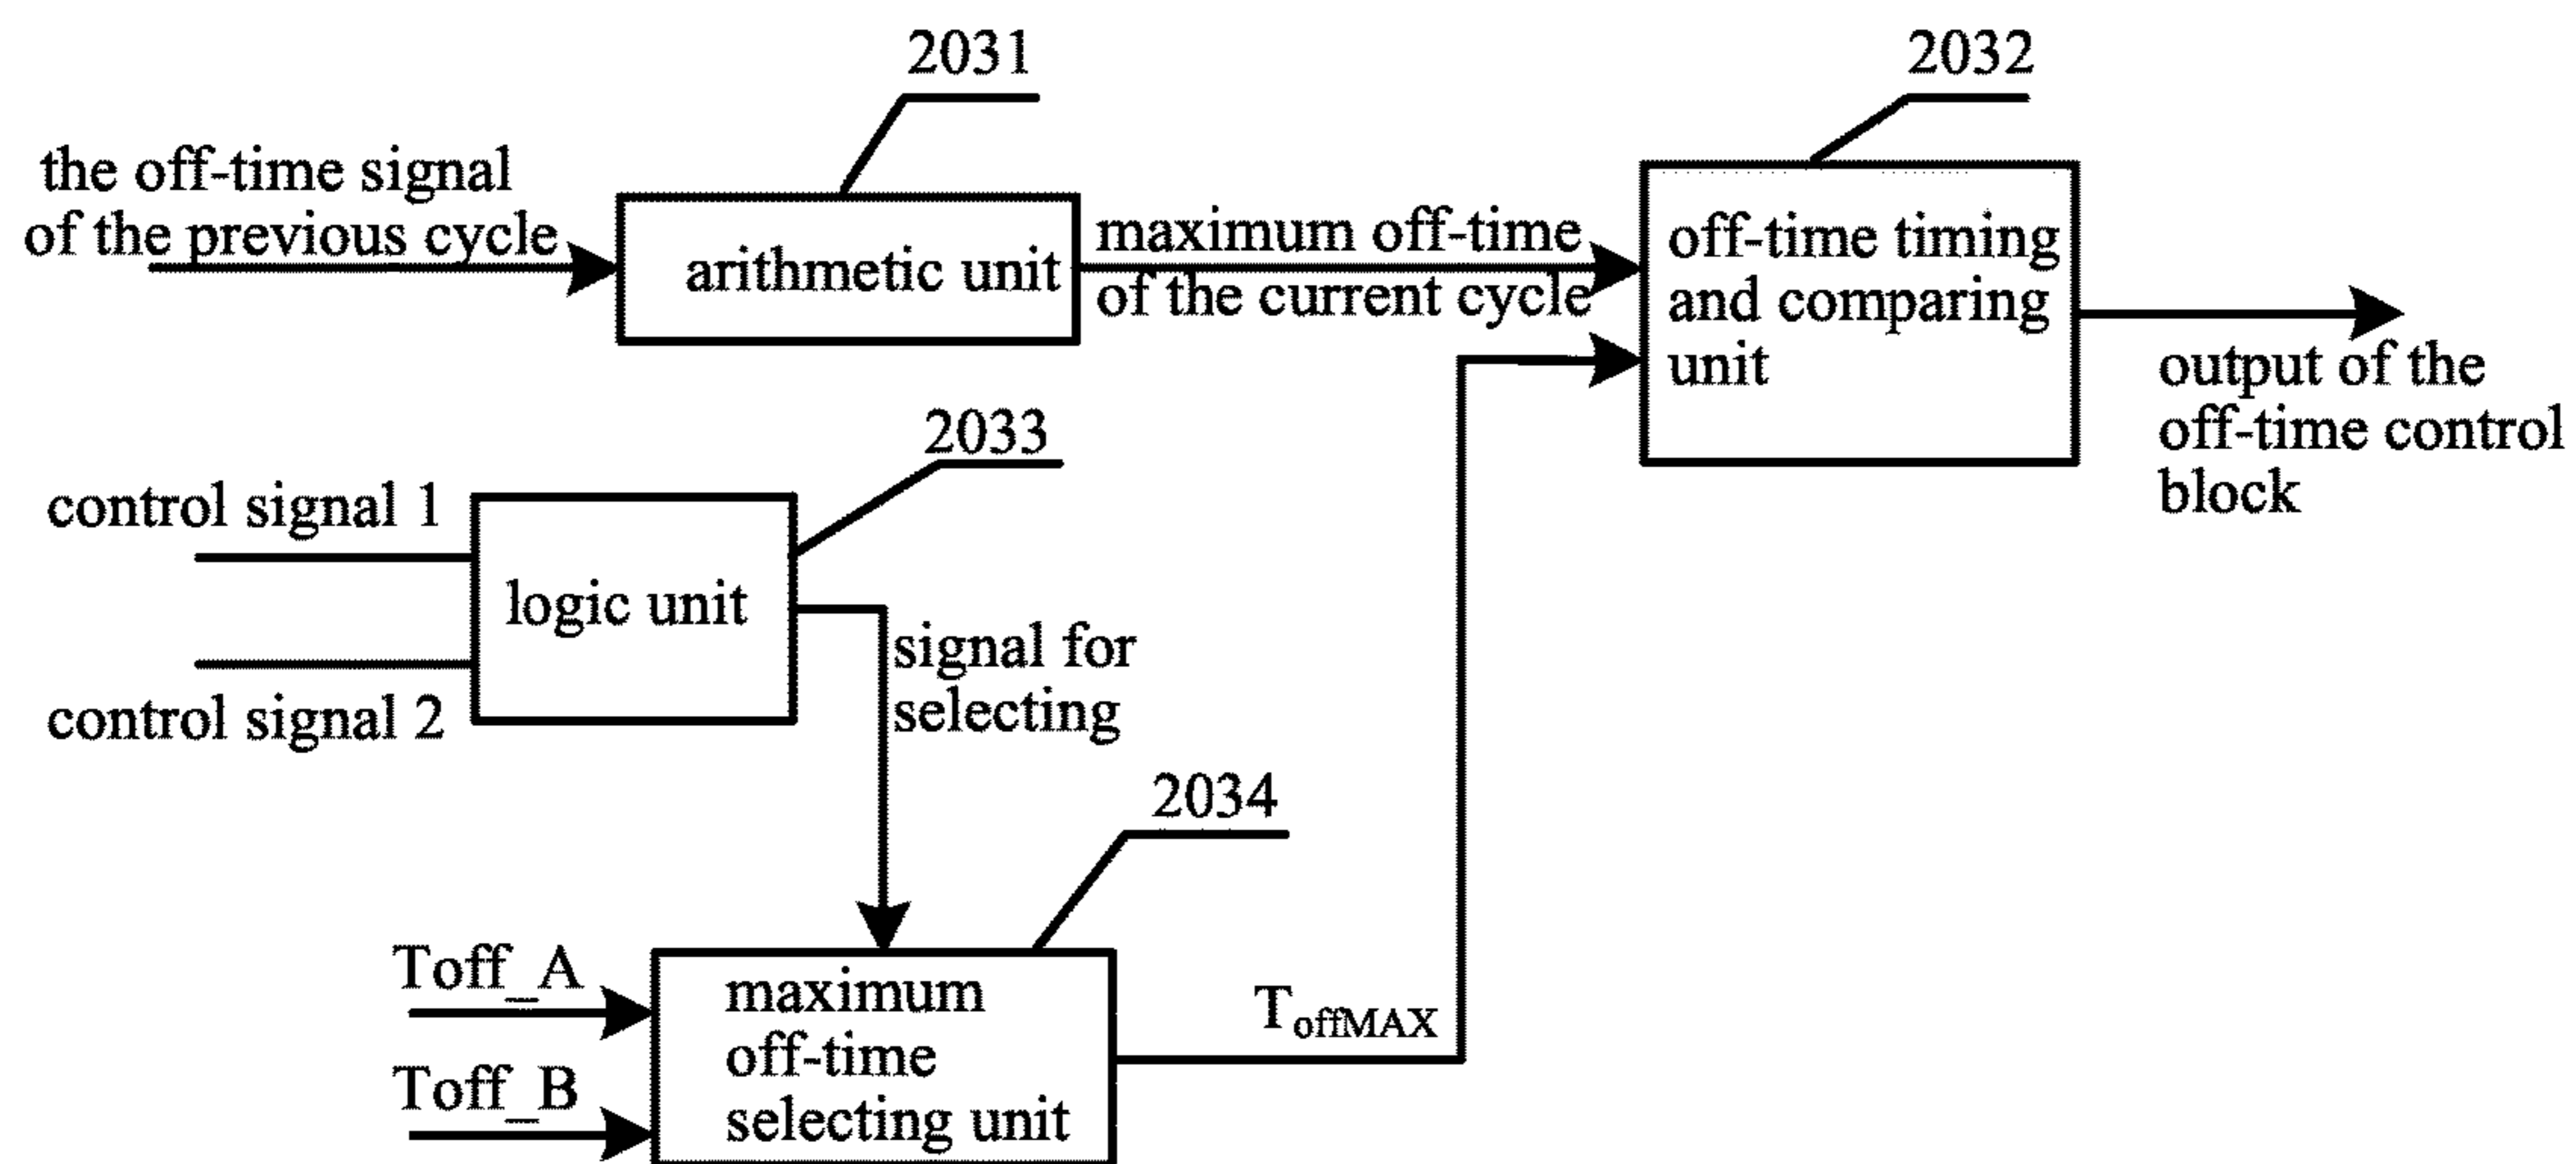 2031
2032
the off-time signal
of the previous cycle
arithmetic unit
maximum off-time
of the current cycle
off-time timing
and comparing
unit
output of the
off-time control
block
2033
control signal 1
logic unit
control signal 2
signal for
selecting
2034
Toff_A
Toff_B
maximum
off-time
selecting unit
ToffMAX